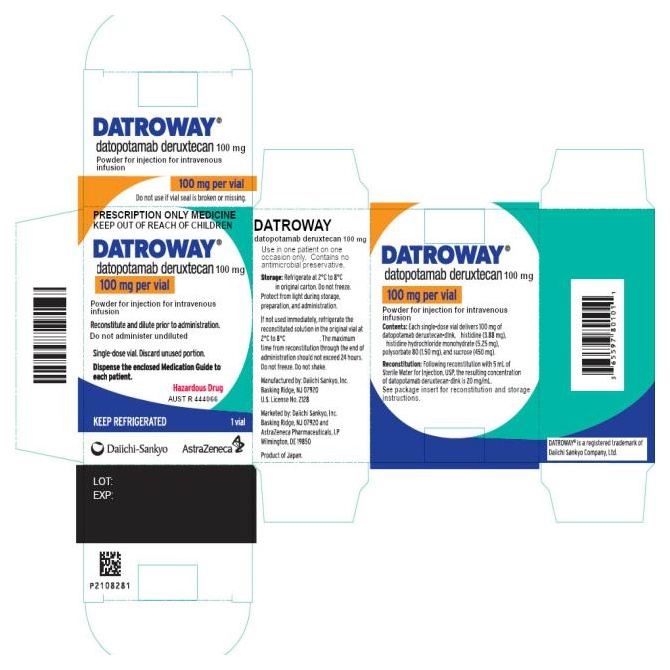 DATROWAY®
datopotamab deruxtecan 100 mg
Powder for injection for intravenous
infusion
100 mg per vial
Do not use if vial seal is broken or missing.
PRESCRIPTION ONLY MEDICINE
KEEP OUT OF REACH OF CHILDREN
DATROWAY®
datopotamab deruxtecan 100 mg
100 mg per vial
Powder for injection for intravenous
infusion
Reconstitute and dilute prior to administration.
Do not administer undiluted
Single-dose vial. Discard unused portion.
Dispense the enclosed Medication Guide to
each patient.
Hazardous Drug
AUST R 444066
KEEP REFRIGERATED 1 vial
Daiichi-Sankyo AstraZeneca
LOT:
EXP:
P2108281
DATROWAY
datopotamab deruxtecan 100 mg
Use in one patient on one
occasion only. Contains no
antimicrobial preservative.
Storage: Refrigerate at 2°C to 8°C
in original carton. Do not freeze.
Protect from light during storage,
preparation, and administration.
If not used immediately, refrigerate the
reconstituted solution in the original vial at
2°C to 8°C . The maximum
time from reconstitution through the end of
administration should not exceed 24 hours.
Do not freeze. Do not shake.
Manufactured by: Daiichi Sankyo, Inc.
Basking Ridge, NJ 07920
U.S. License No. 2128
Marketed by: Daiichi Sankyo, Inc.
Basking Ridge, NJ 07920 and
AstraZeneca Pharmaceuticals, LP
Wilmington, DE 19850
Product of Japan.
DATROWAY®
datopotamab deruxtecan 100 mg
100 mg per vial
Powder for injection for intravenous
infusion
Contents: Each single-dose vial delivers 100 mg of
datopotamab deruxtecan-dlnk, histidine (3.88 mg),
histidine hydrochloride monohydrate (5.25 mg),
polysorbate 80 (1.50 mg), and sucrose (450 mg).
Reconstitution: Following reconstitution with 5 mL of
Sterile Water for Injection, USP, the resulting concentration
of datopotamab deruxtecan-dlnk is 20 mg/mL.
See package insert for reconstitution and storage
instructions.
3 65597 80101 1
DATROWAY® is a registered trademark of
Daiichi Sankyo Company, Ltd.